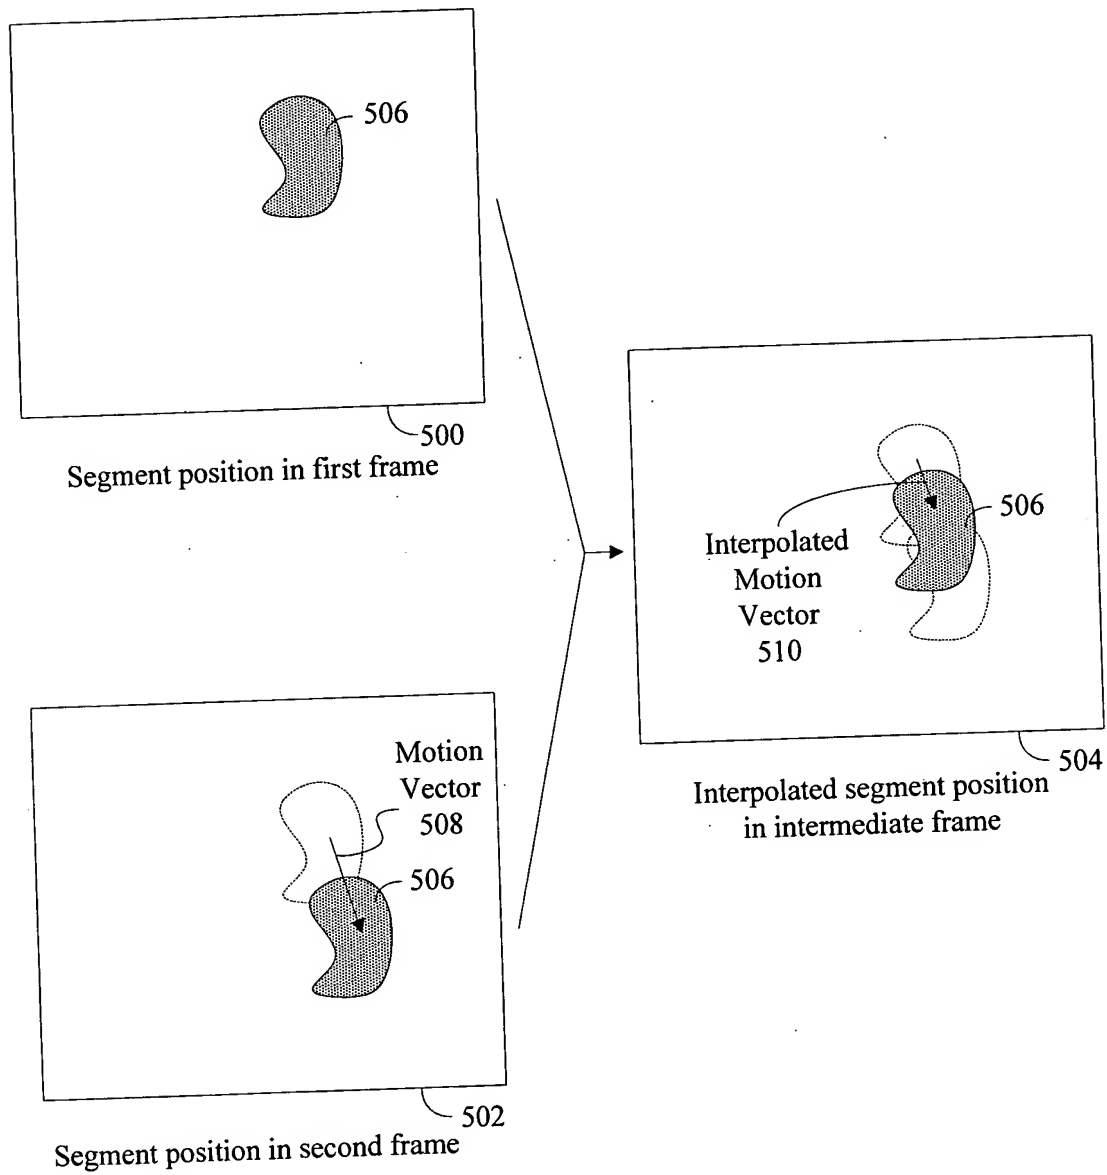 506
500
Segment position in first frame
506
Interpolated
Motion
Vector
510
504
Interpolated segment position
in intermediate frame
Motion
Vector
508
506
502
Segment position in second frame